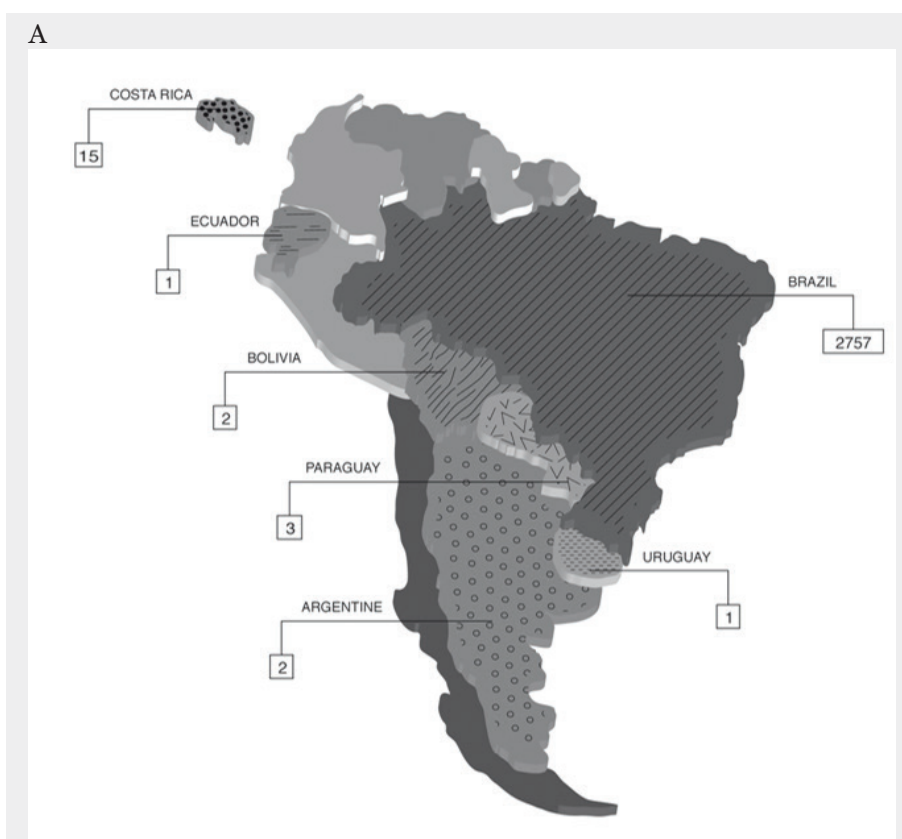 A
COSTA RICA
15
ECUADOR
1
BRAZIL
2757
BOLIVIA
2
PARAGUAY
3
URUGUAY
1
ARGENTINE
2